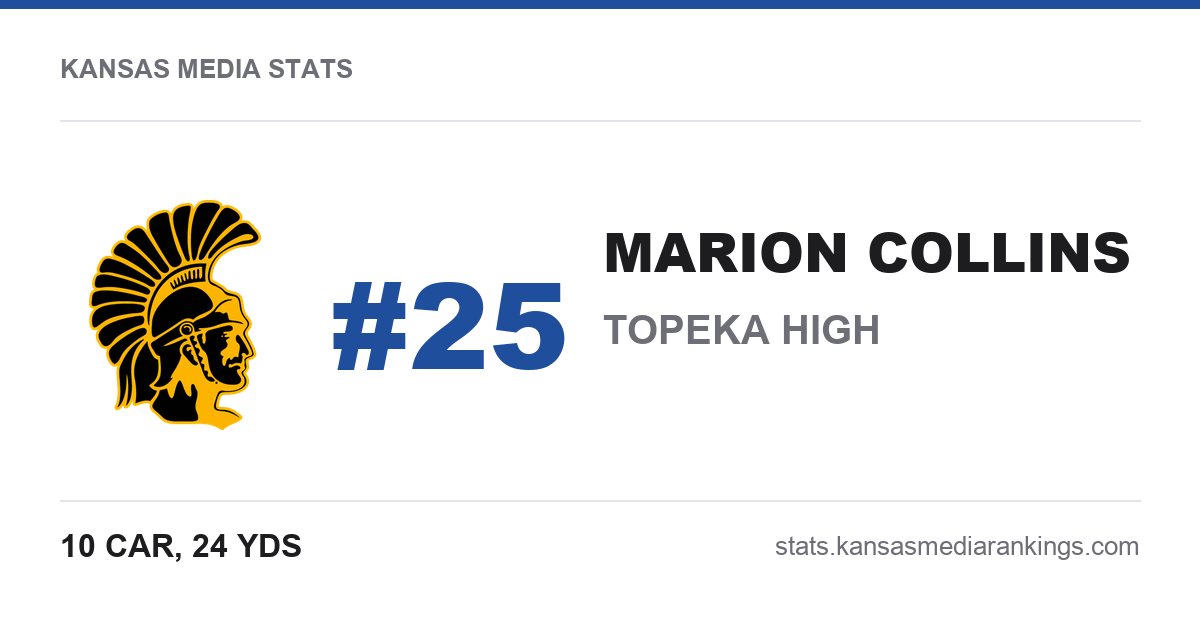 KANSAS MEDIA STATS
#25
MARION COLLINS
TOPEKA HIGH
10 CAR, 24 YDS
stats.kansasmediarankings.com